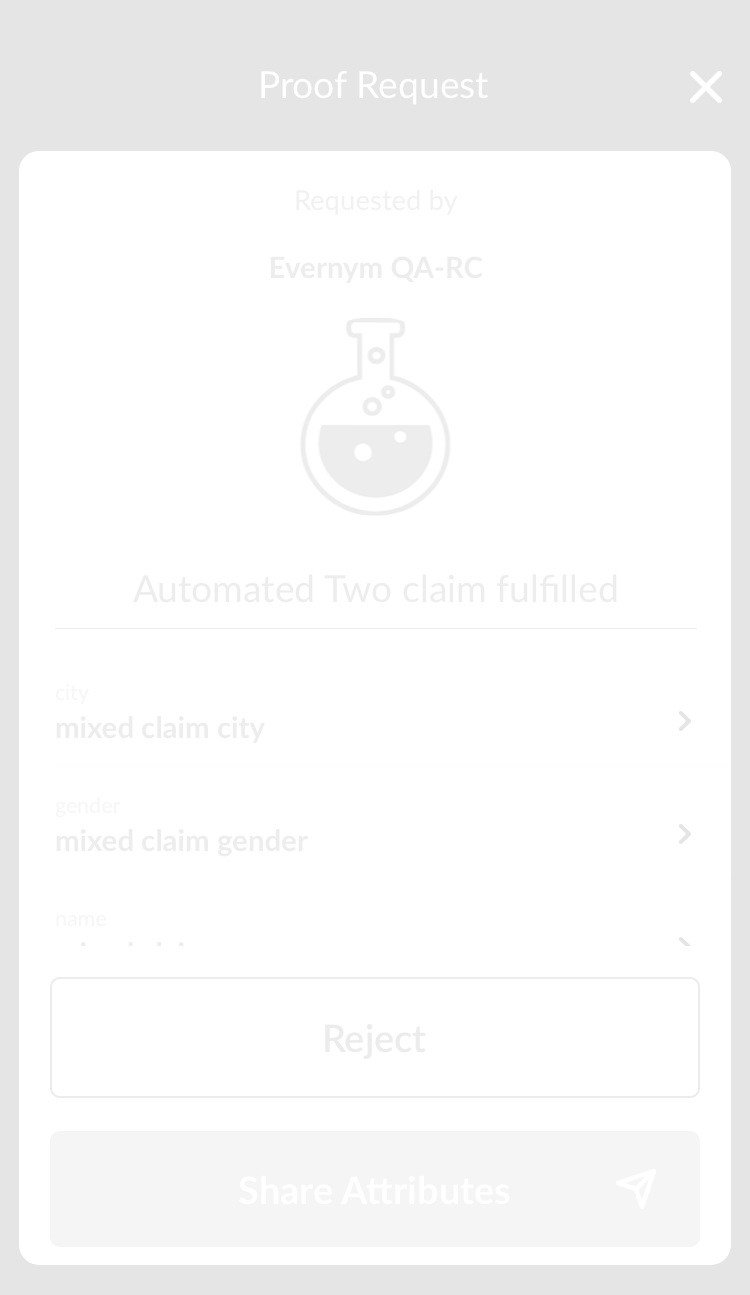 Proof Request
Requested by
Evernym QA-RC
Automated Two claim fulfilled
city
mixed claim city
gender
mixed claim gender
name
Reject
Share Attributes